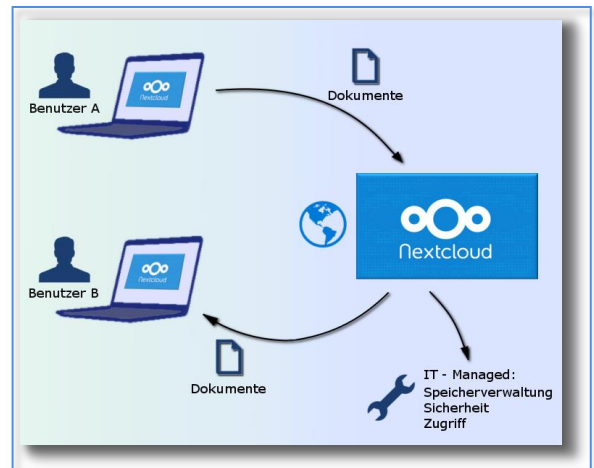 Benutzer A
Nextcloud
Dokumente
Nextcloud
Benutzer B
Nextcloud
Dokumente
IT - Managed:
Speicherverwaltung
Sicherheit
Zugriff